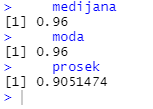 > medijana
[1] 0.96
> moda
[1] 0.96
> prosek
[1] 0.9051474
>